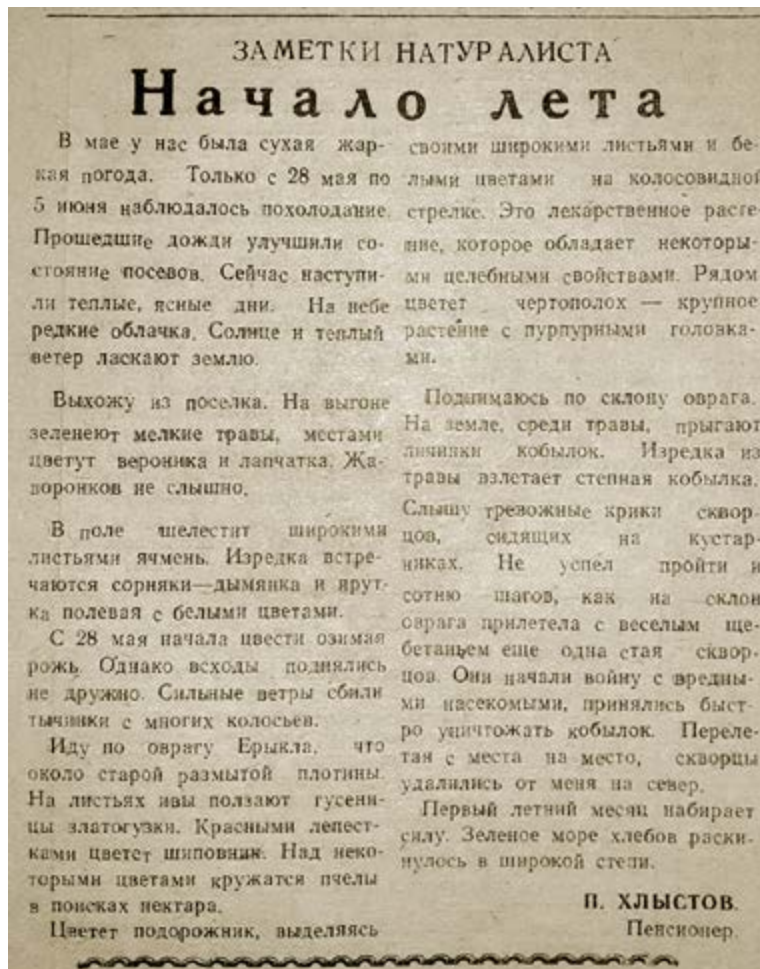 ЗАМЕТКИ НАТУРАЛИСТА
Начало лета
В мае у нас была сухая жар-
кая погода. Только с 28 мая по
5 июня наблюдалось похолодание.
Прошедшие дожди улучшили со-
стояние посевов. Сейчас наступи-
ли теплые, ясные дни. На небе
редкие облачка. Солнце и теплый
ветер ласкают землю.
Выхожу из поселка. На выгоне
зеленеют мелкие травы, местами
цветут вероника и лапчатка. Жа-
воронков не слышно.
В поле шелестит широкими
листьями ячмень. Изредка встре-
чаются сорняки—дымянка и ярут-
ка полевая с белыми цветами.
С 28 мая начала цвести озимая
рожь. Однако всходы поднялись
не дружно. Сильные ветры сбили
тычинки с многих колосьев.
Иду по оврагу Ерыкла, что
около старой размытой плотины.
На листьях ивы ползают гусени-
цы златогузки. Красными лепест-
ками цветет шиповник. Над неко-
торыми цветами кружатся пчелы
в поисках нектара.
Цветет подорожник, выделяясь
своими широкими листьями и бе-
лыми цветами на колосовидной
стрелке. Это лекарственное расте-
ние, которое обладает некоторы-
ми целебными свойствами. Рядом
цветет чертополох — крупное
растение с пурпурными головка-
ми.
Поднимаюсь по склону оврага.
На земле, среди травы, прыгают
личинки кобылок. Изредка из
травы взлетает степная кобылка.
Слышу тревожные крики сквор-
цов, сидящих на кустар-
никах. Не успел пройти и
сотню шагов, как на склон
оврага прилетела с веселым ще-
бетаньем еще одна стая сквор-
цов. Они начали войну с вредны-
ми насекомыми, принялись быст-
ро уничтожать кобылок. Переле-
тая с места на место, скворцы
удалились от меня на север.
Первый летний месяц набирает
силу. Зеленое море хлебов раски-
нулось в широкой степи.
П. ХЛЫСТОВ.
Пенсионер.